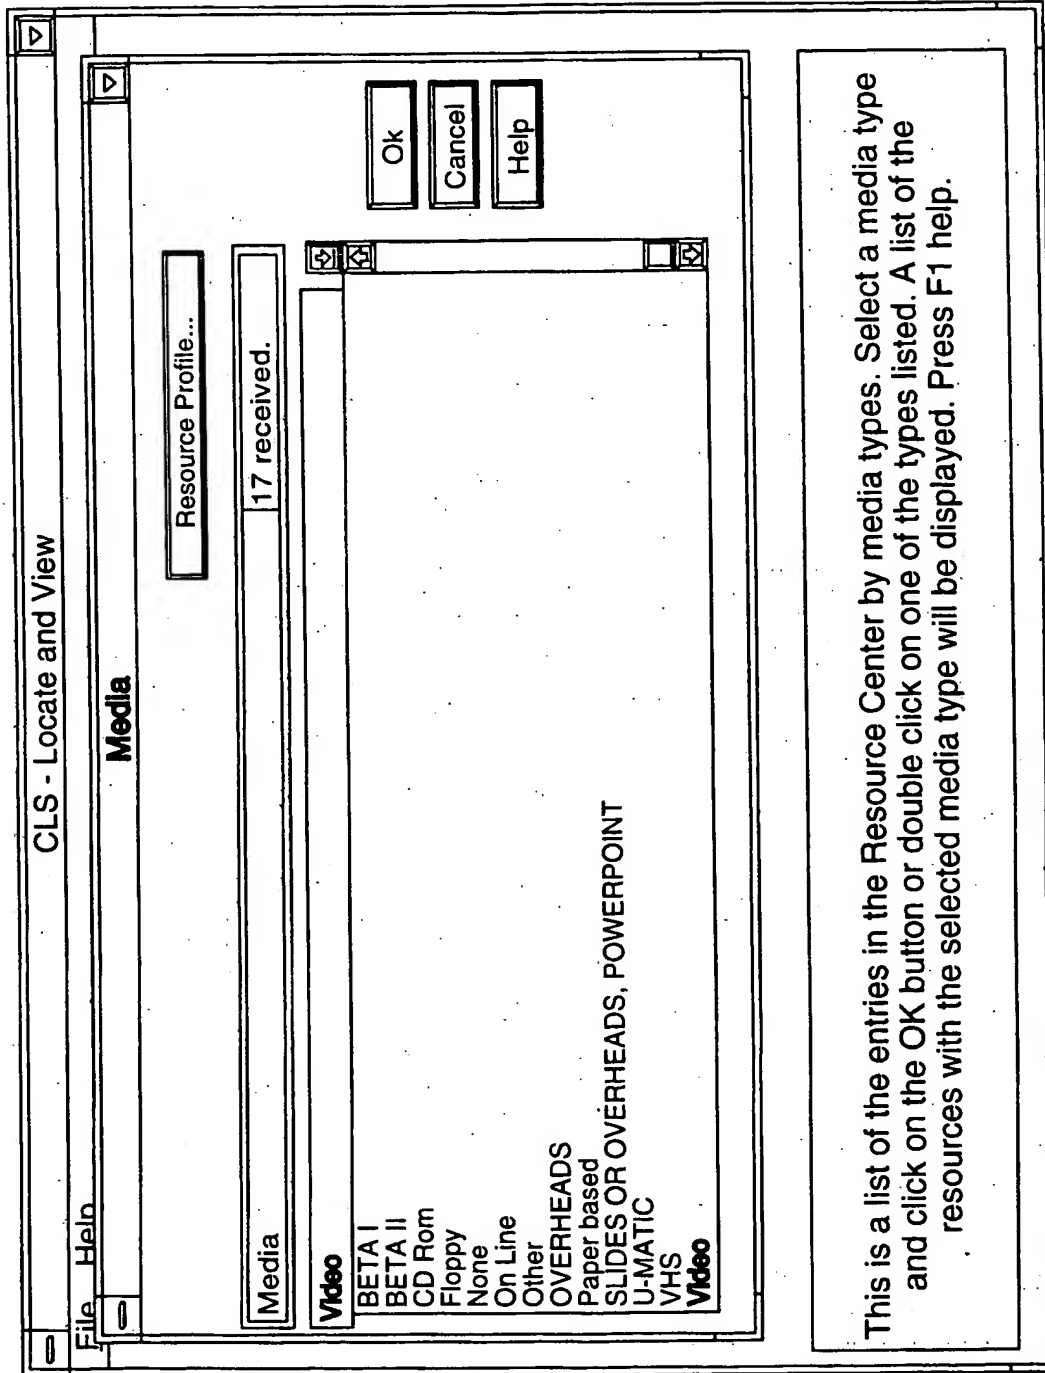 CLS - Locate and View
File Help
Media
Resource Profile...
Media 17 received.
Video
BETA I
BETA II
CD Rom
Floppy
None
On Line
Other
OVERHEADS
Paper based
SLIDES OR OVERHEADS, POWERPOINT
U-MATIC
VHS
Video
Ok
Cancel
Help
This is a list of the entries in the Resource Center by media types. Select a media type
and click on the OK button or double click on one of the types listed. A list of the
resources with the selected media type will be displayed. Press F1 help.